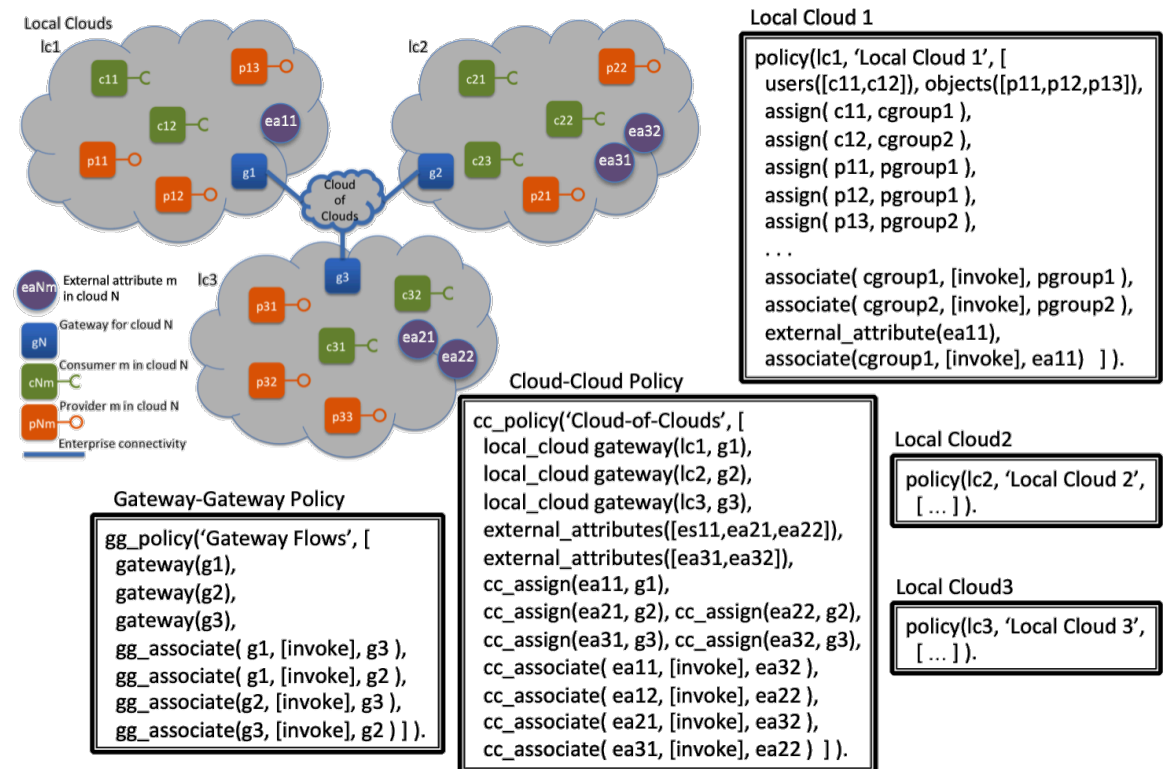 Local Clouds
lc1
c11
p13
c12
ea11
p11
p12
g1
lc2
c21
p22
c22
ea32
c23
ea31
g2
p21
Cloud
of
Clouds
lc3
g3
p31
c32
c31
ea21
ea22
p32
p33
eaNm
External attribute m
in cloud N
gN
Gateway for cloud N
cNm
Consumer m in cloud N
pNm
Provider m in cloud N
Enterprise connectivity
Local Cloud 1
policy(lc1, ‘Local Cloud 1’, [
users([c11,c12]), objects([p11,p12,p13]),
assign( c11, cgroup1 ),
assign( c12, cgroup2 ),
assign( p11, pgroup1 ),
assign( p12, pgroup1 ),
assign( p13, pgroup2 ),
. . .
associate( cgroup1, [invoke], pgroup1 ),
associate( cgroup2, [invoke], pgroup2 ),
external_attribute(ea11),
associate(cgroup1, [invoke], ea11) ] ).
Gateway-Gateway Policy
gg_policy(‘Gateway Flows’, [
gateway(g1),
gateway(g2),
gateway(g3),
gg_associate( g1, [invoke], g3 ),
gg_associate( g1, [invoke], g2 ),
gg_associate(g2, [invoke], g3 ),
gg_associate(g3, [invoke], g2 ) ] ).
Cloud-Cloud Policy
cc_policy(‘Cloud-of-Clouds’, [
local_cloud gateway(lc1, g1),
local_cloud gateway(lc2, g2),
local_cloud gateway(lc3, g3),
external_attributes([es11,ea21,ea22]),
external_attributes([ea31,ea32]),
cc_assign(ea11, g1),
cc_assign(ea21, g2), cc_assign(ea22, g2),
cc_assign(ea31, g3), cc_assign(ea32, g3),
cc_associate( ea11, [invoke], ea32 ),
cc_associate( ea12, [invoke], ea22 ),
cc_associate( ea21, [invoke], ea32 ),
cc_associate( ea31, [invoke], ea22 ) ] ).
Local Cloud2
policy(lc2, ‘Local Cloud 2’,
[ ... ] ).
Local Cloud3
policy(lc3, ‘Local Cloud 3’,
[ ... ] ).